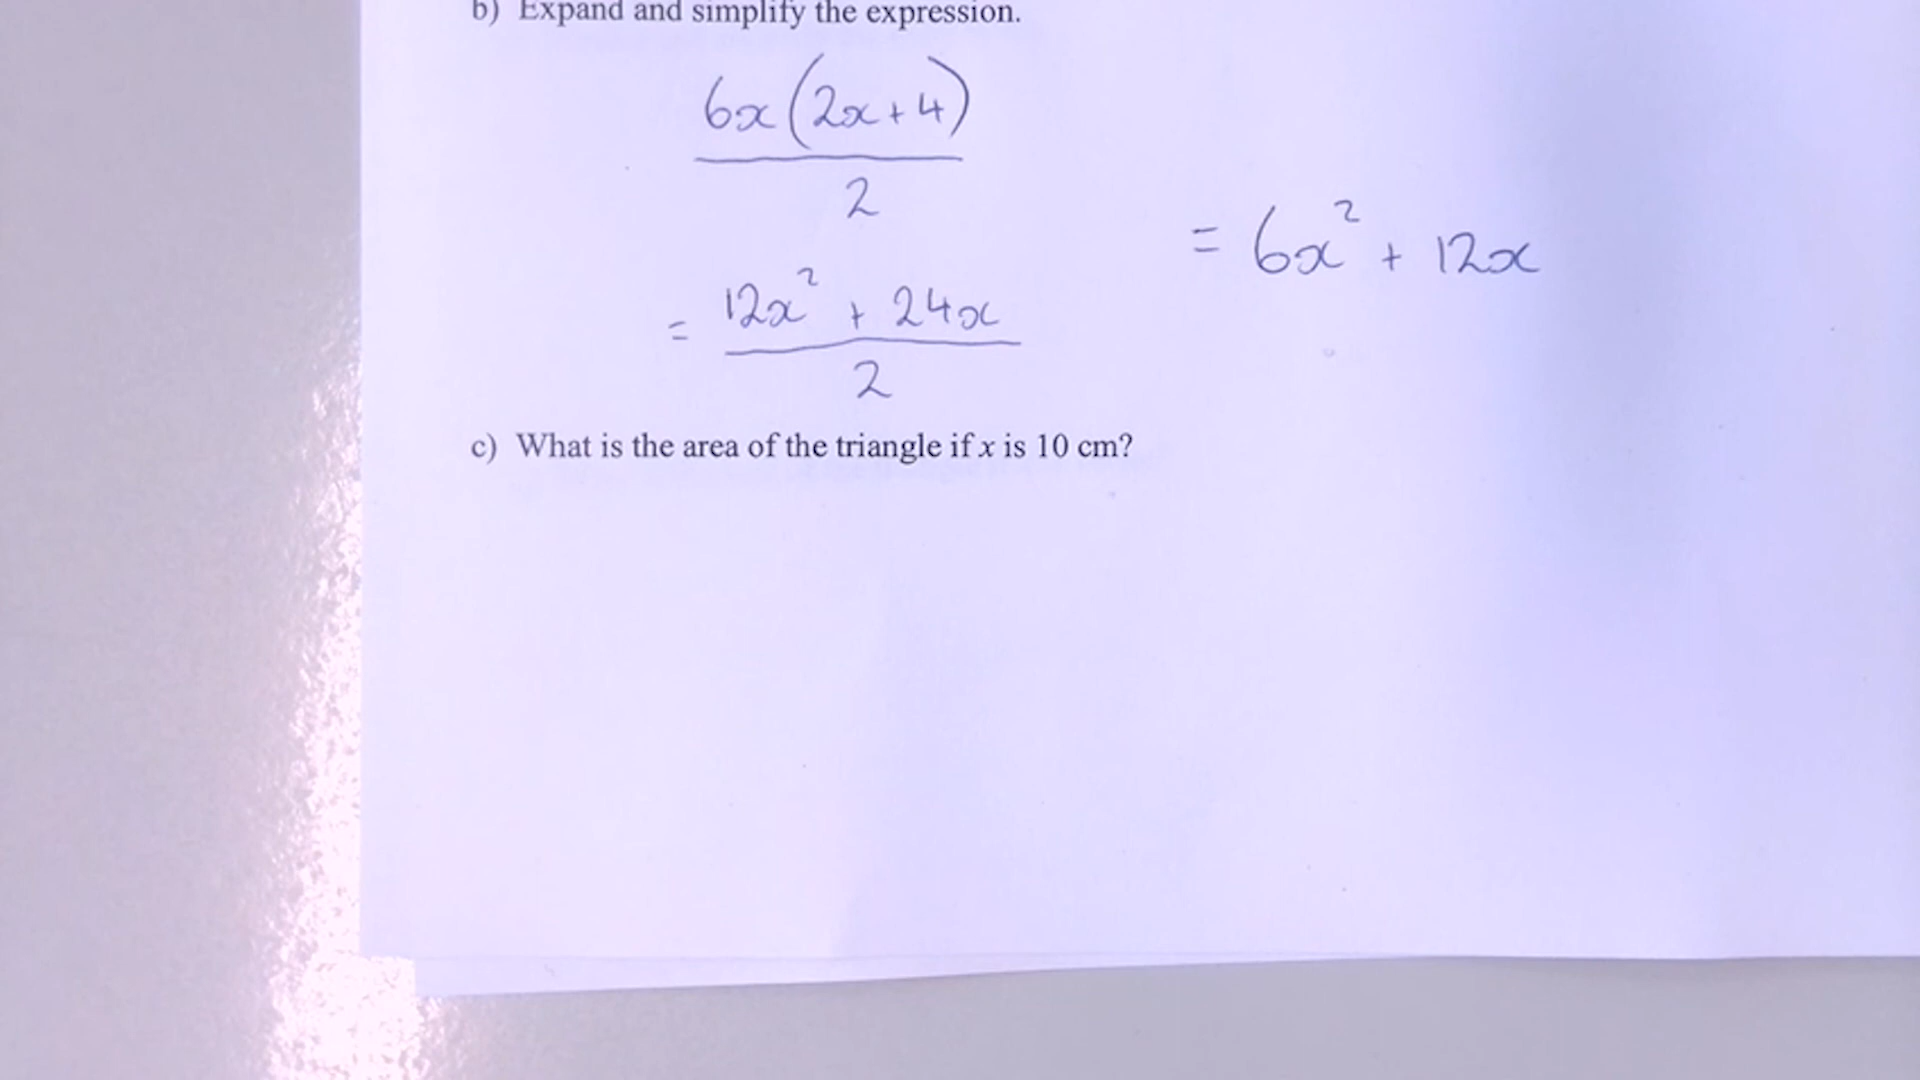 b) Expand and simplify the expression.
6x(2x+4)
2
= 6x² + 12x
= 12x² + 24x
2
c) What is the area of the triangle if x is 10 cm?